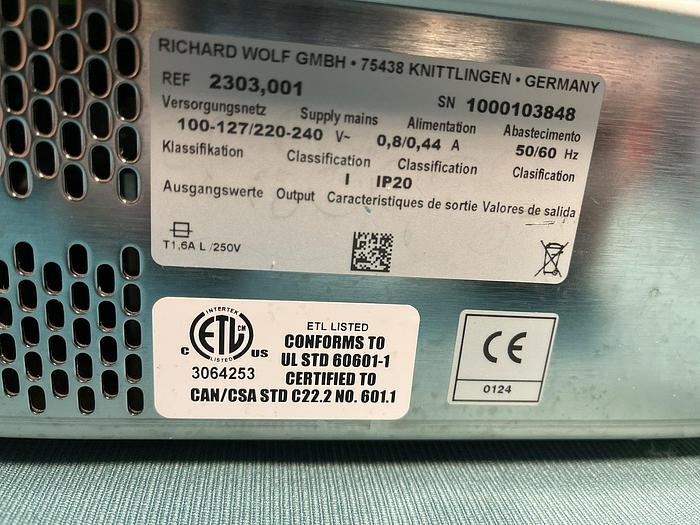 RICHARD WOLF GMBH • 75438 KNITTLINGEN • GERMANY
REF 2303,001 SN 1000103848
Versorgungsnetz Supply mains Alimentation Abastecimento
100-127/220-240 V~ 0,8/0,44 A 50/60 Hz
Klassifikation Classification Classification Clasificación
I IP20
Ausgangswerte Output Caracteristiques de sortie Valores de salida
T1,6A L /250V
INTERTEK
ETL CM
LISTED
C US
3064253
ETL LISTED
CONFORMS TO
UL STD 60601-1
CERTIFIED TO
CAN/CSA STD C22.2 NO. 601.1
CE
0124